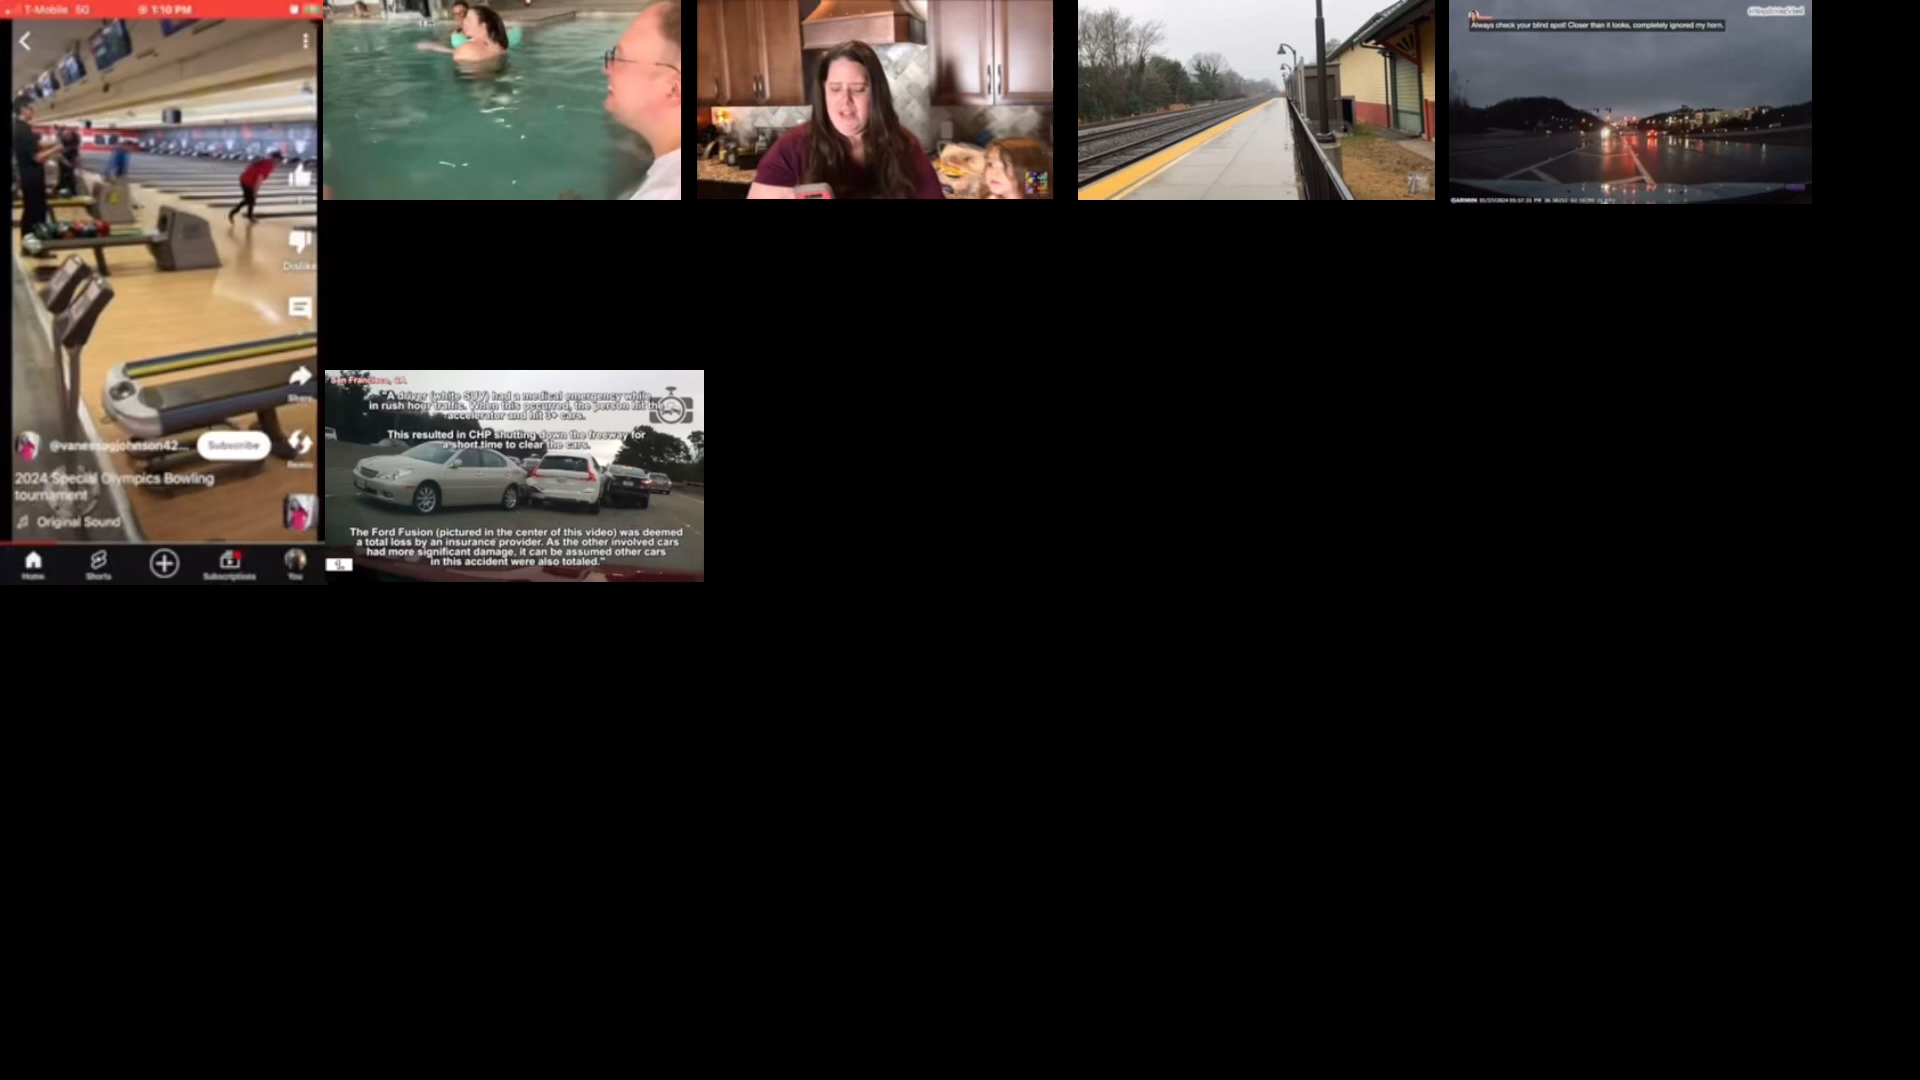 T-Mobile 5G
1:10 PM
Dislike
Share
@vanessagjohnson42...
Subscribe
Remix
2024 Special Olympics Bowling
tournament
Original Sound
Home
Shorts
Subscriptions
You
Always check your blind spot! Closer than it looks, completely ignored my horn.
GARMIN
San Francisco, CA
"A driver (white SUV) had a medical emergency while
in rush hour traffic. When this occurred, the person hit the
accelerator and hit 3+ cars.
This resulted in CHP shutting down the freeway for
a short time to clear the cars.
The Ford Fusion (pictured in the center of this video) was deemed
a total loss by an insurance provider. As the other involved cars
had more significant damage, it can be assumed other cars
in this accident were also totaled."